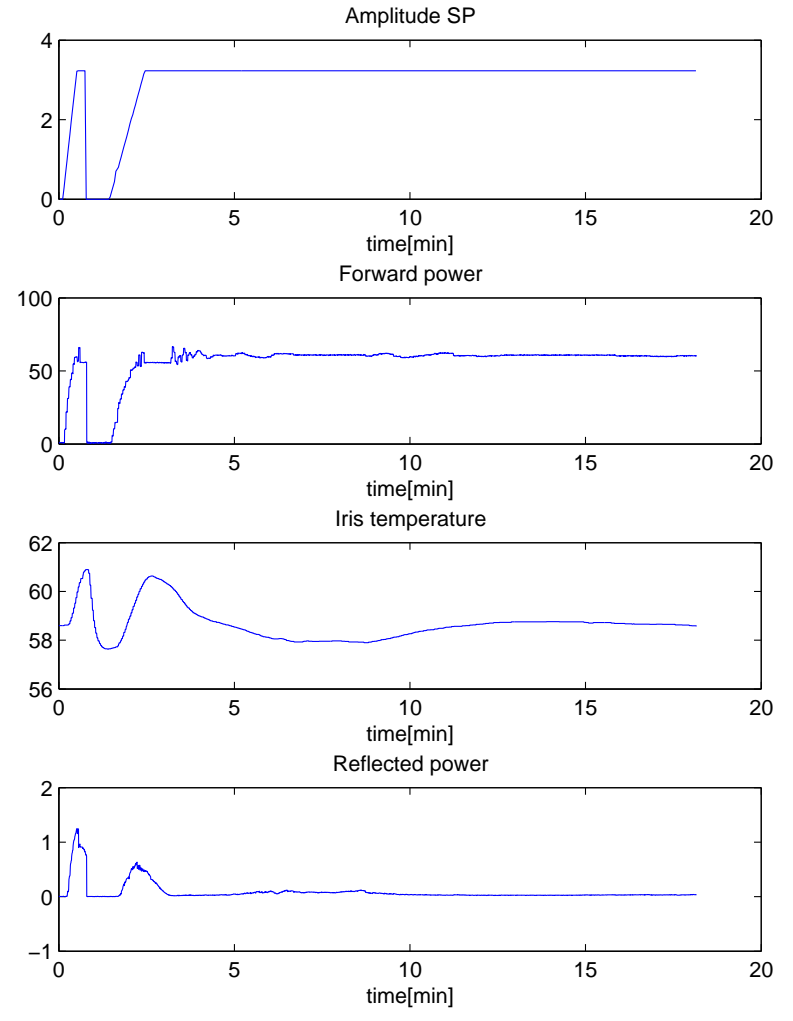 Amplitude SP
4
2
0
0 5 10 15 20
time[min]
Forward power
100
50
0
0 5 10 15 20
time[min]
Iris temperature
62
60
58
56
0 5 10 15 20
time[min]
Reflected power
2
1
0
−1
0 5 10 15 20
time[min]